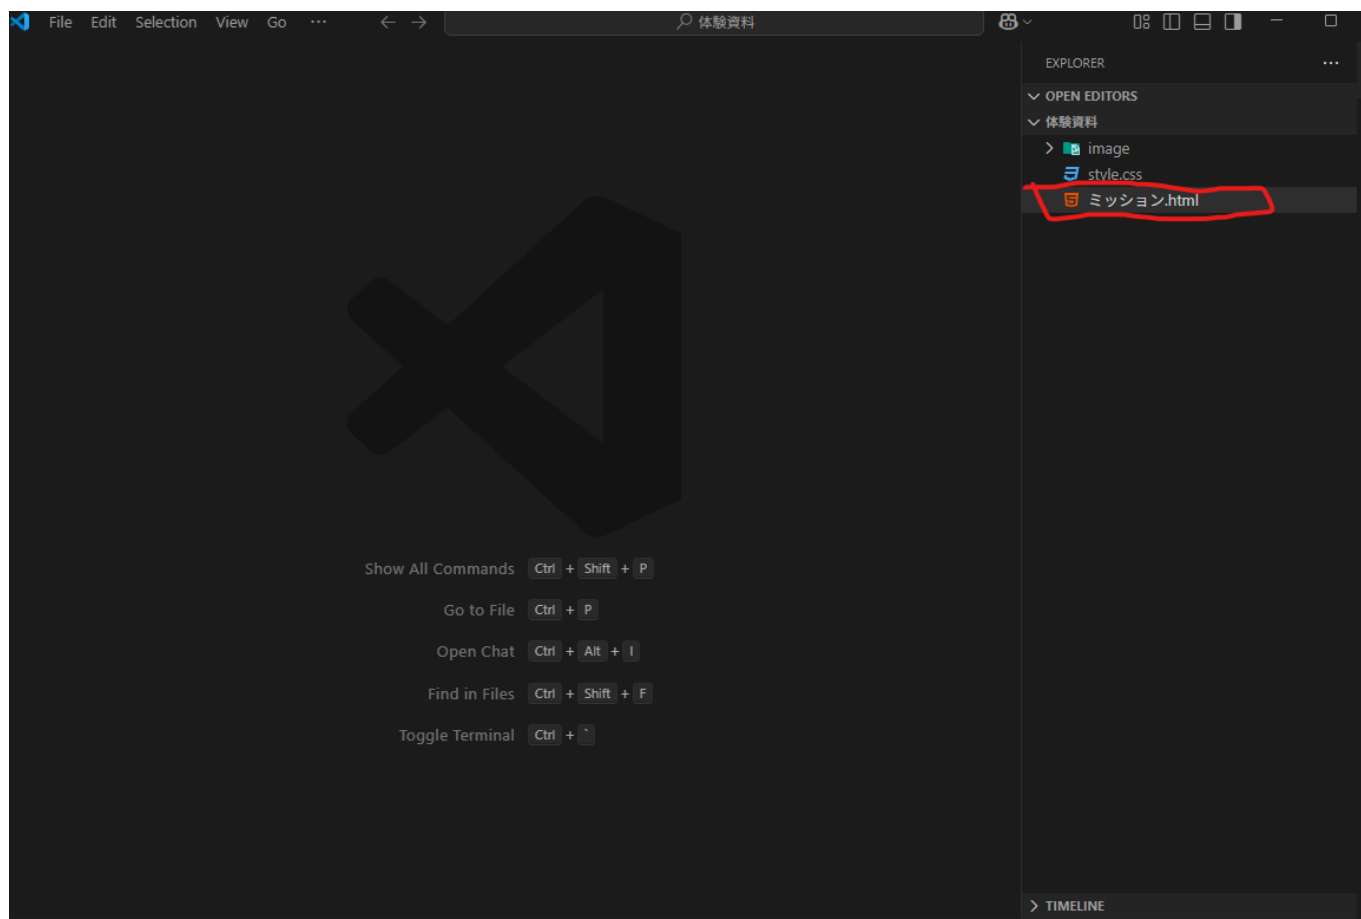 File Edit Selection View Go ···
体験資料
EXPLORER ···
OPEN EDITORS
体験資料
image
style.css
ミッション.html
Show All Commands Ctrl + Shift + P
Go to File Ctrl + P
Open Chat Ctrl + Alt + I
Find in Files Ctrl + Shift + F
Toggle Terminal Ctrl + `
TIMELINE